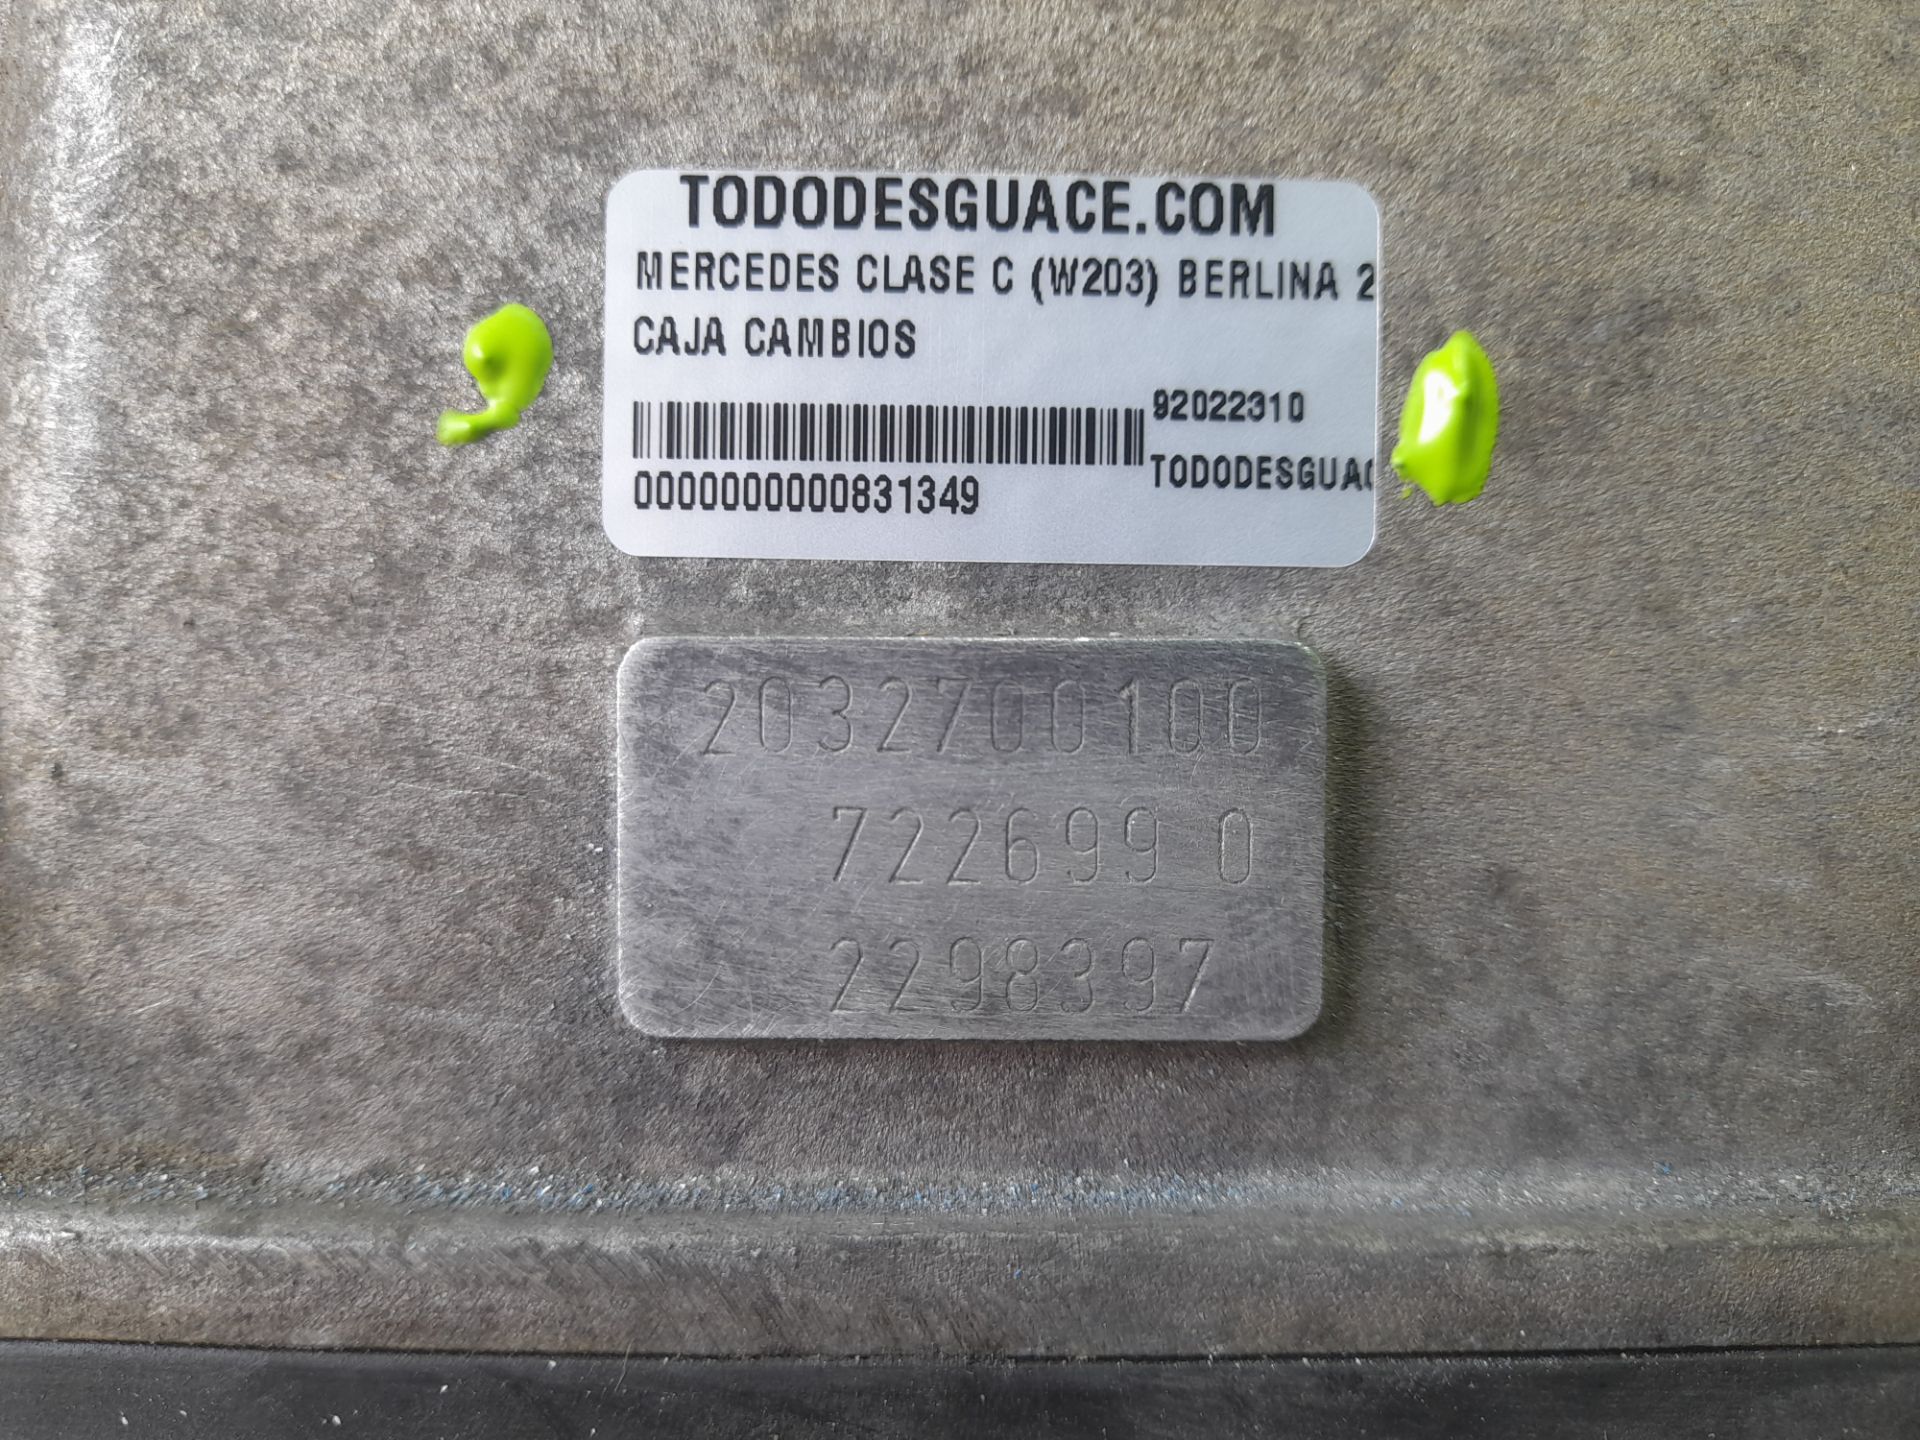 TODODESGUACE.COM
MERCEDES CLASE C (W203) BERLINA 2
CAJA CAMBIOS
92022310
TODODESGUAC
0000000000831349
2032700100
722699 0
2298397